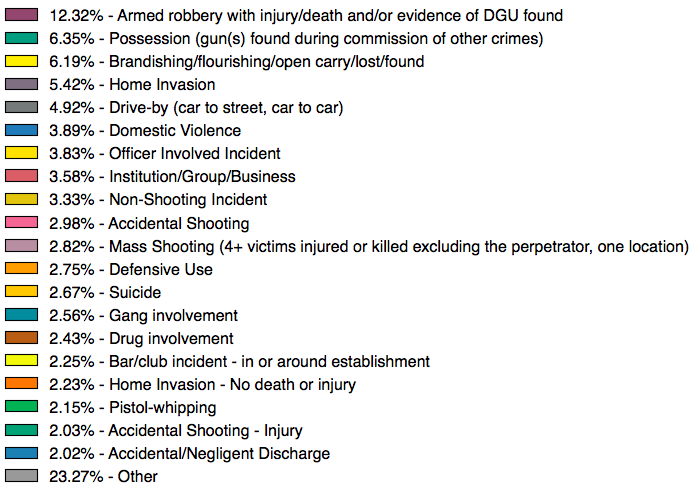 12.32% - Armed robbery with injury/death and/or evidence of DGU found
6.35% - Possession (gun(s) found during commission of other crimes)
6.19% - Brandishing/flourishing/open carry/lost/found
5.42% - Home Invasion
4.92% - Drive-by (car to street, car to car)
3.89% - Domestic Violence
3.83% - Officer Involved Incident
3.58% - Institution/Group/Business
3.33% - Non-Shooting Incident
2.98% - Accidental Shooting
2.82% - Mass Shooting (4+ victims injured or killed excluding the perpetrator, one location)
2.75% - Defensive Use
2.67% - Suicide
2.56% - Gang involvement
2.43% - Drug involvement
2.25% - Bar/club incident - in or around establishment
2.23% - Home Invasion - No death or injury
2.15% - Pistol-whipping
2.03% - Accidental Shooting - Injury
2.02% - Accidental/Negligent Discharge
23.27% - Other